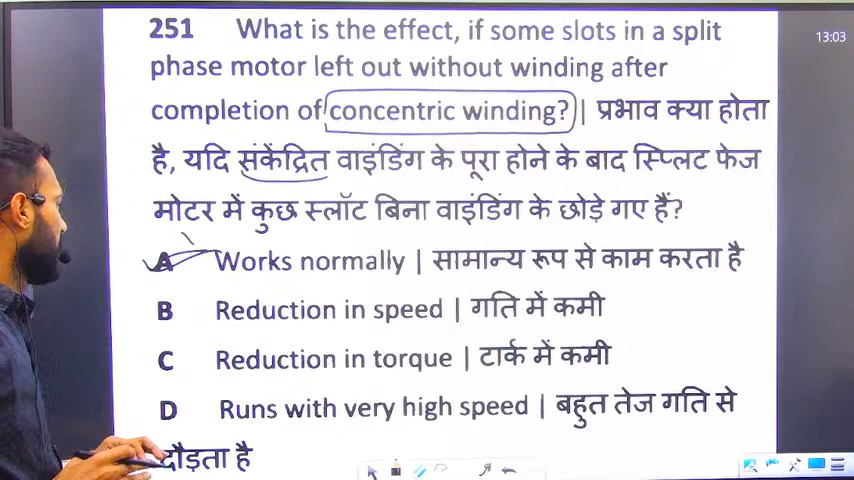 251 What is the effect, if some slots in a split
13:03
phase motor left out without winding after
completion of concentric winding? | प्रभाव क्या होता
है, यदि संकेंद्रित वाइंडिंग के पूरा होने के बाद स्प्लिट फेज
मोटर में कुछ स्लॉट बिना वाइंडिंग के छोड़े गए हैं?
A Works normally | सामान्य रूप से काम करता है
B Reduction in speed | गति में कमी
C Reduction in torque | टार्क में कमी
D Runs with very high speed | बहुत तेज गति से
दौड़ता है